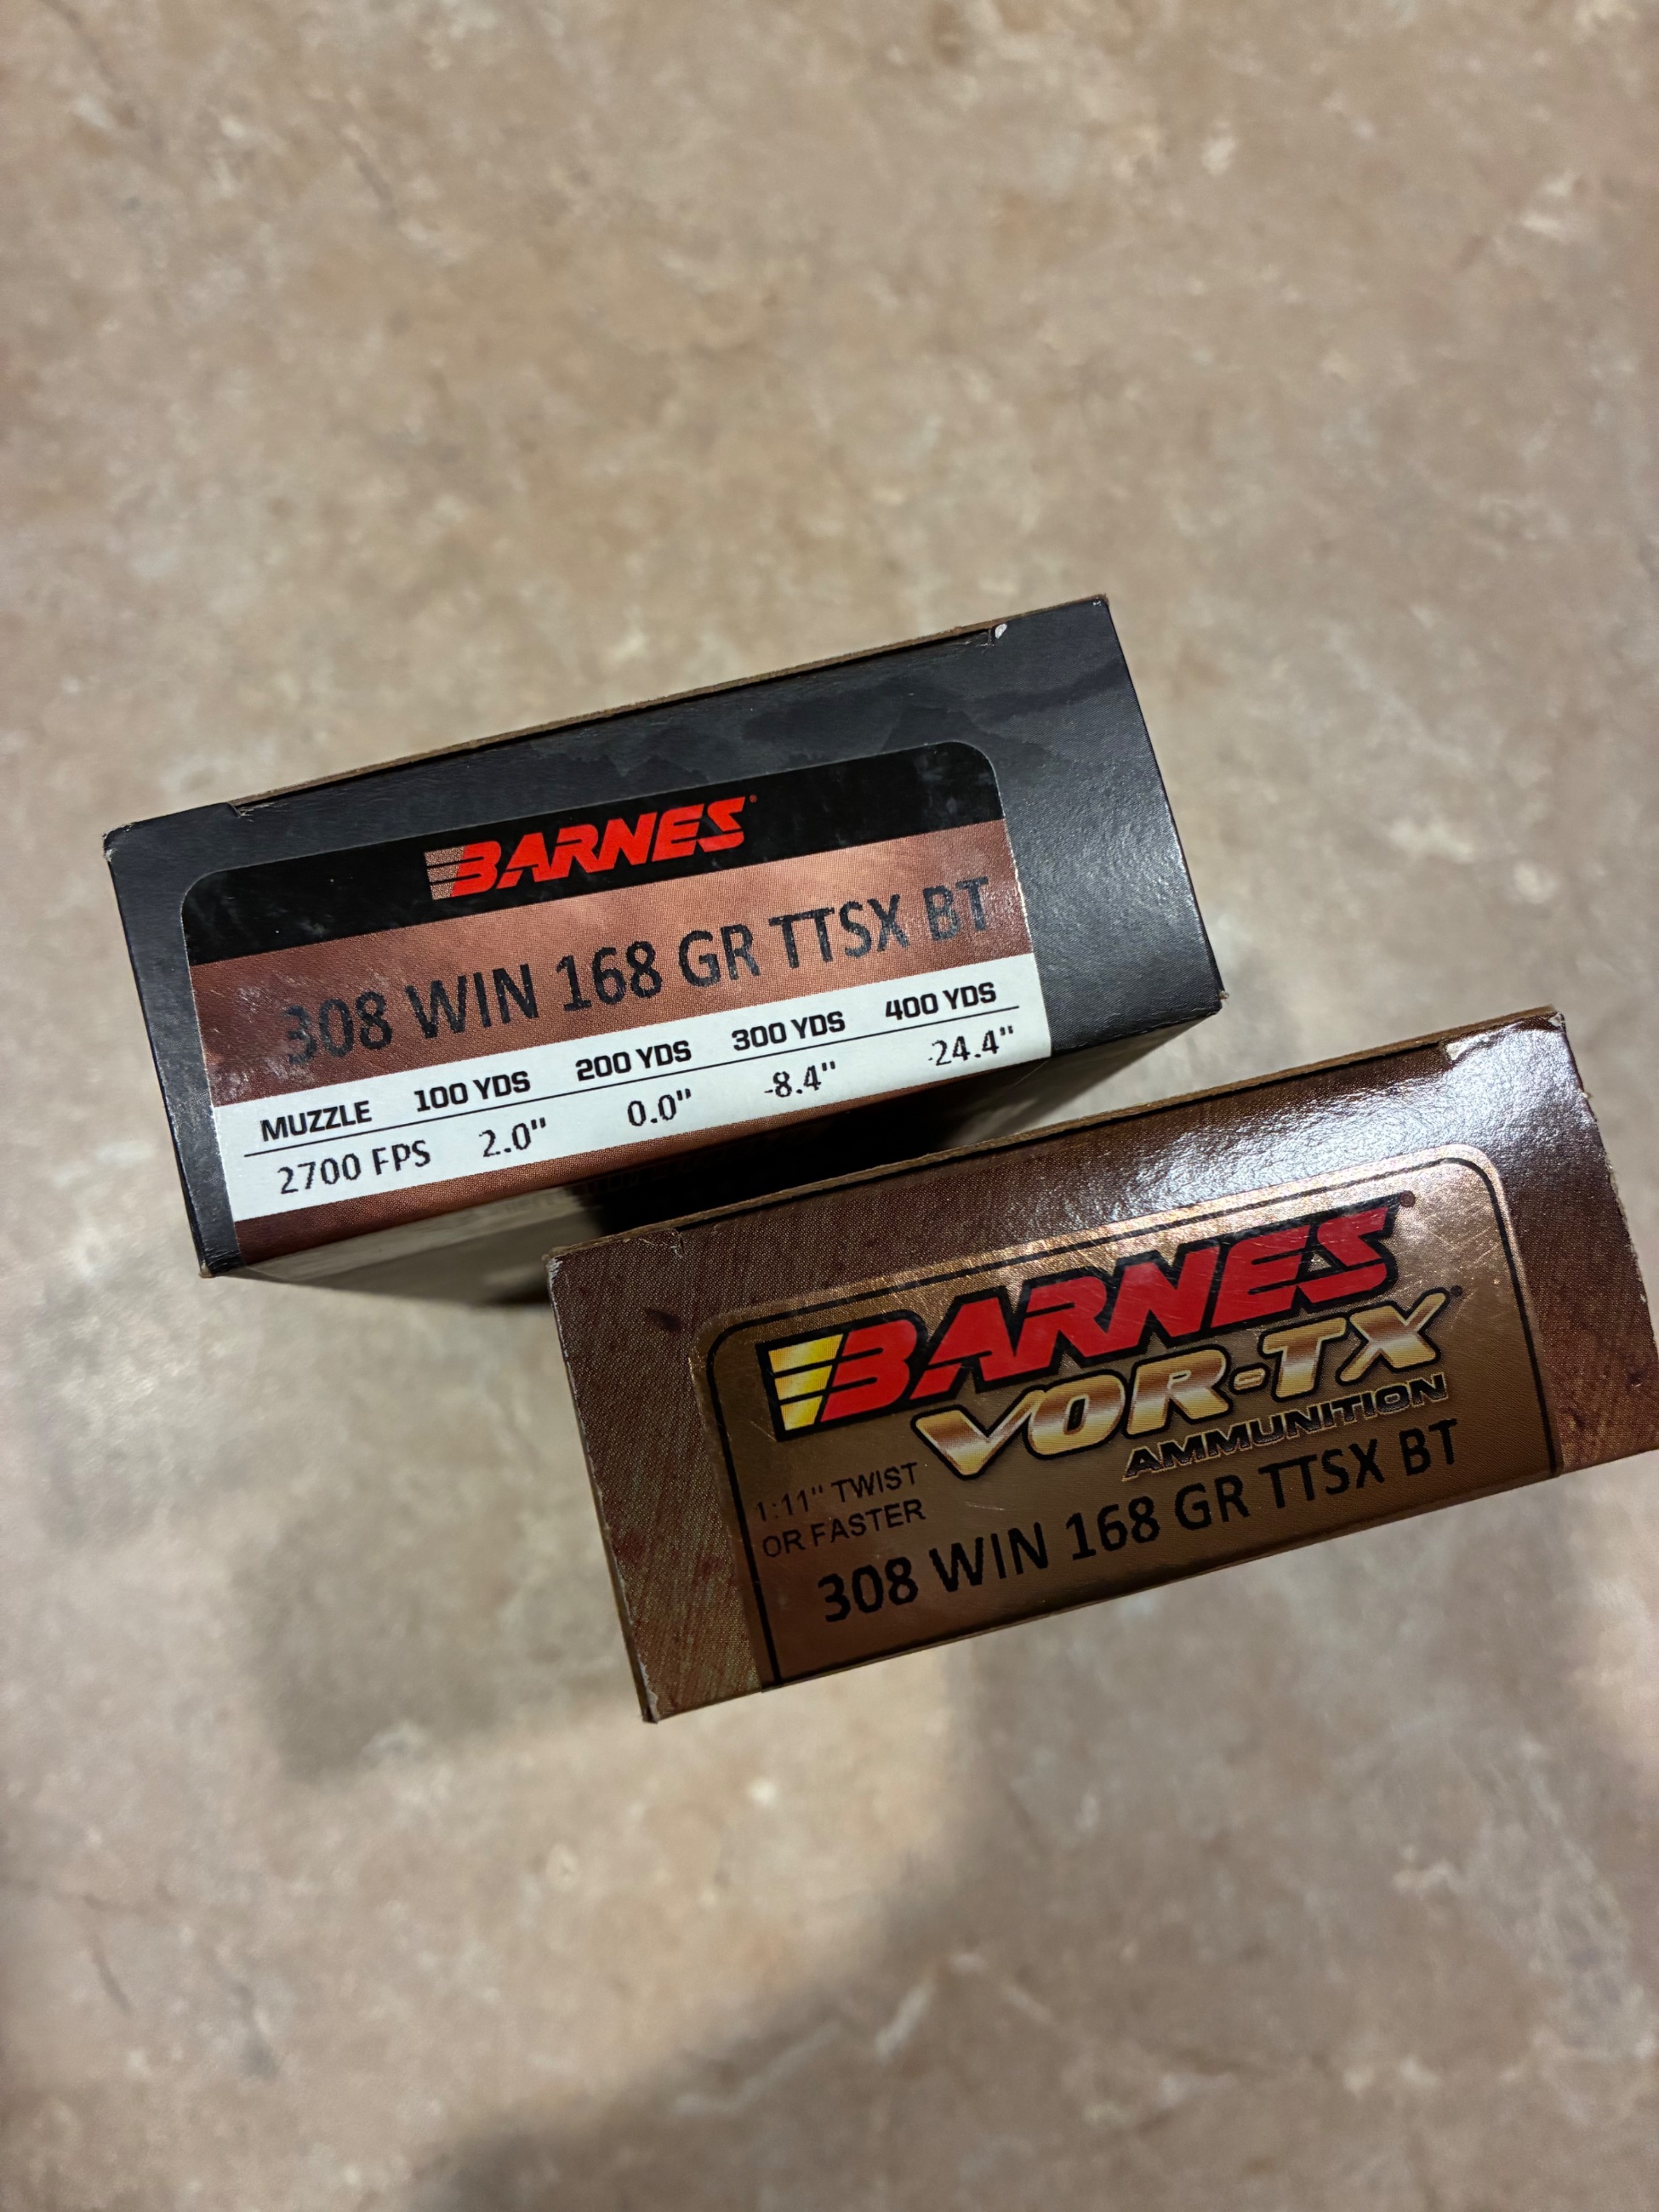 BARNES®
308 WIN 168 GR TTSX BT
MUZZLE 100 YDS 200 YDS 300 YDS 400 YDS
2700 FPS 2.0" 0.0" -8.4" -24.4"
BARNES®
VOR-TX®
AMMUNITION
1:11" TWIST
OR FASTER
308 WIN 168 GR TTSX BT